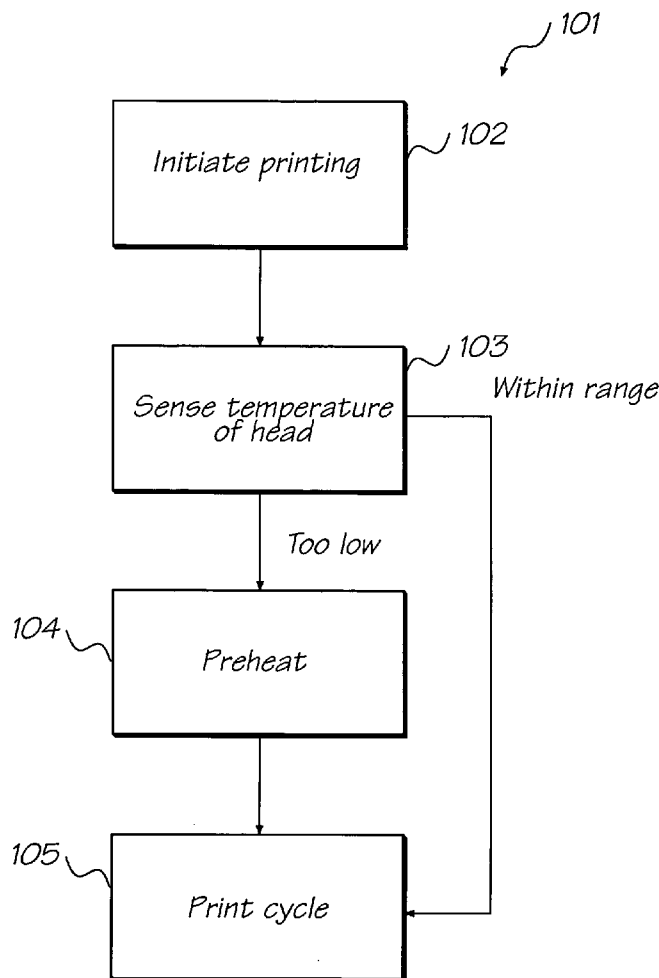 101
Initiate printing
102
103
Sense temperature
of head
Within range
Too low
104
Preheat
105
Print cycle